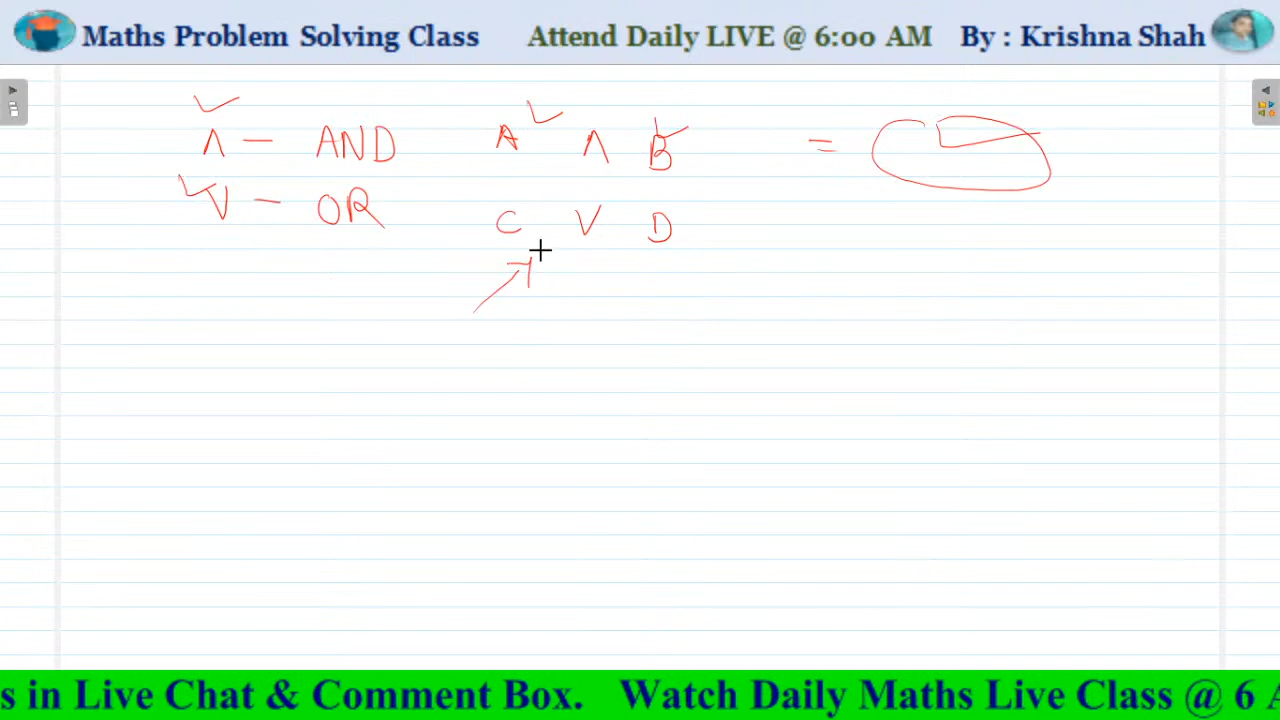 Maths Problem Solving Class Attend Daily LIVE @ 6:00 AM By : Krishna Shah
∧ — AND A ∧ B =
∨ — OR C ∨ D
s in Live Chat & Comment Box. Watch Daily Maths Live Class @ 6 A